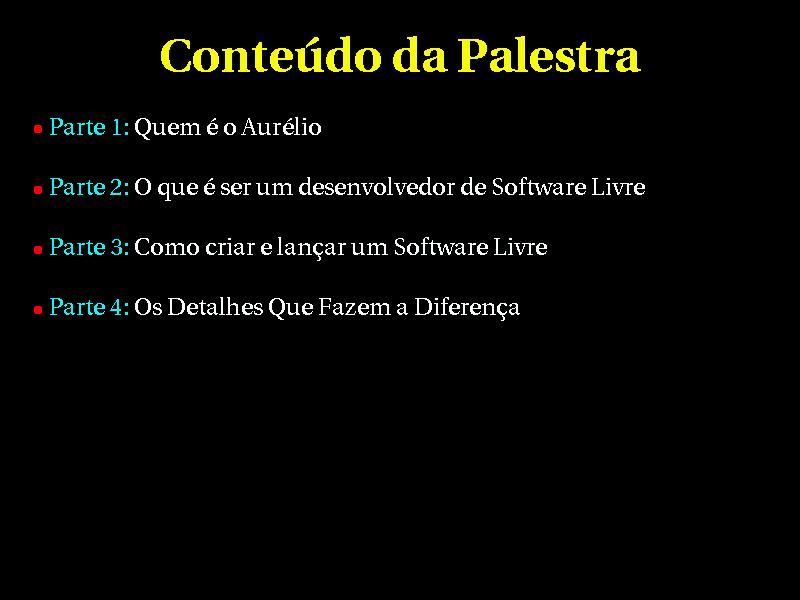 Conteúdo da Palestra
• Parte 1: Quem é o Aurélio
• Parte 2: O que é ser um desenvolvedor de Software Livre
• Parte 3: Como criar e lançar um Software Livre
• Parte 4: Os Detalhes Que Fazem a Diferença